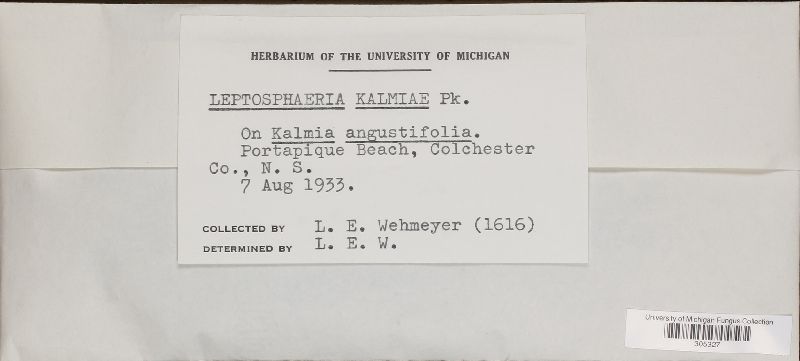 HERBARIUM OF THE UNIVERSITY OF MICHIGAN
LEPTOSPHAERIA KALMIAE Pk.
On Kalmia angustifolia.
Portapique Beach, Colchester
Co., N. S.
7 Aug 1933.
COLLECTED BY L. E. Wehmeyer (1616)
DETERMINED BY L. E. W.
University of Michigan Fungus Collection
305327